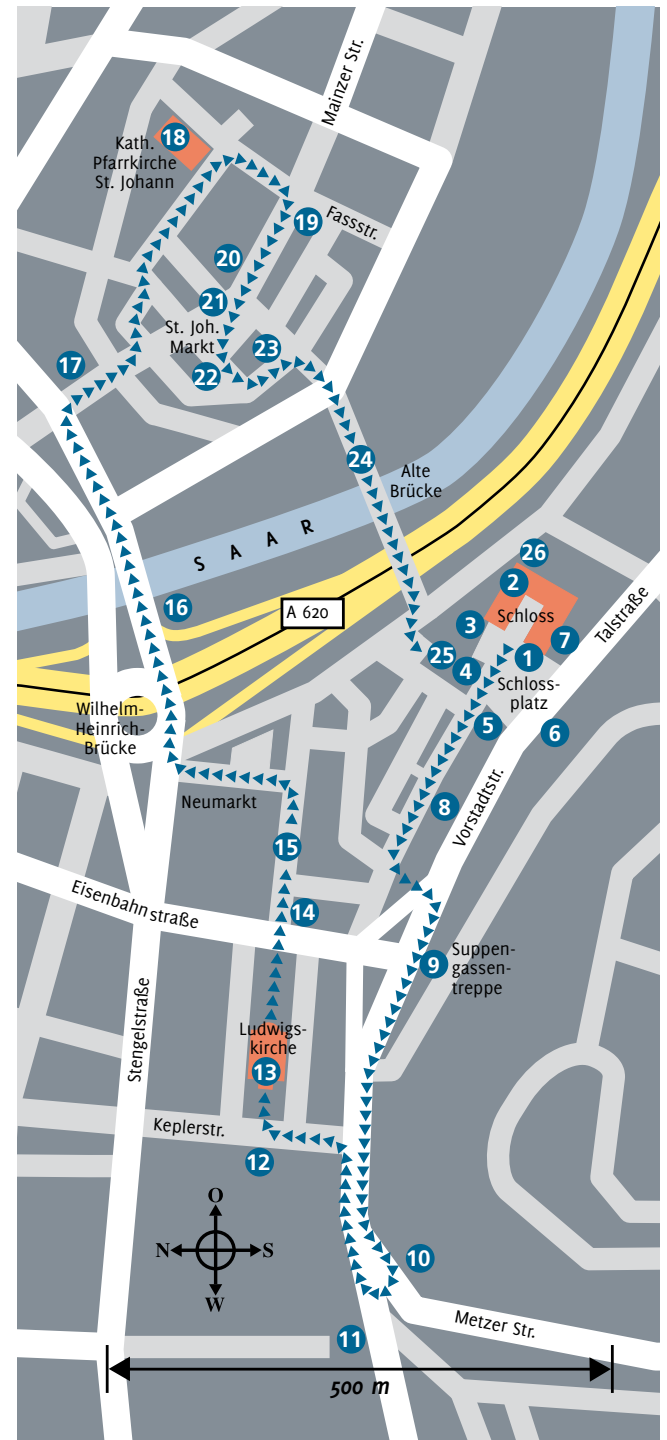 Mainzer Str.
18
Kath.
Pfarrkirche
St. Johann
19
Fassstr.
20
21
St. Joh.
Markt
17
22
23
24
Alte
Brücke
S A A R
16
A 620
26
2
Schloss
3
7
1
Talstraße
25
4
Schloss-
platz
5
6
Wilhelm-
Heinrich-
Brücke
Neumarkt
8
Vorstadtstr.
15
Eisenbahnstraße
14
9
Suppen-
gassen-
treppe
Stengelstraße
Ludwigs-
kirche
13
Keplerstr.
12
O
N
S
W
10
11
Metzer Str.
500 m